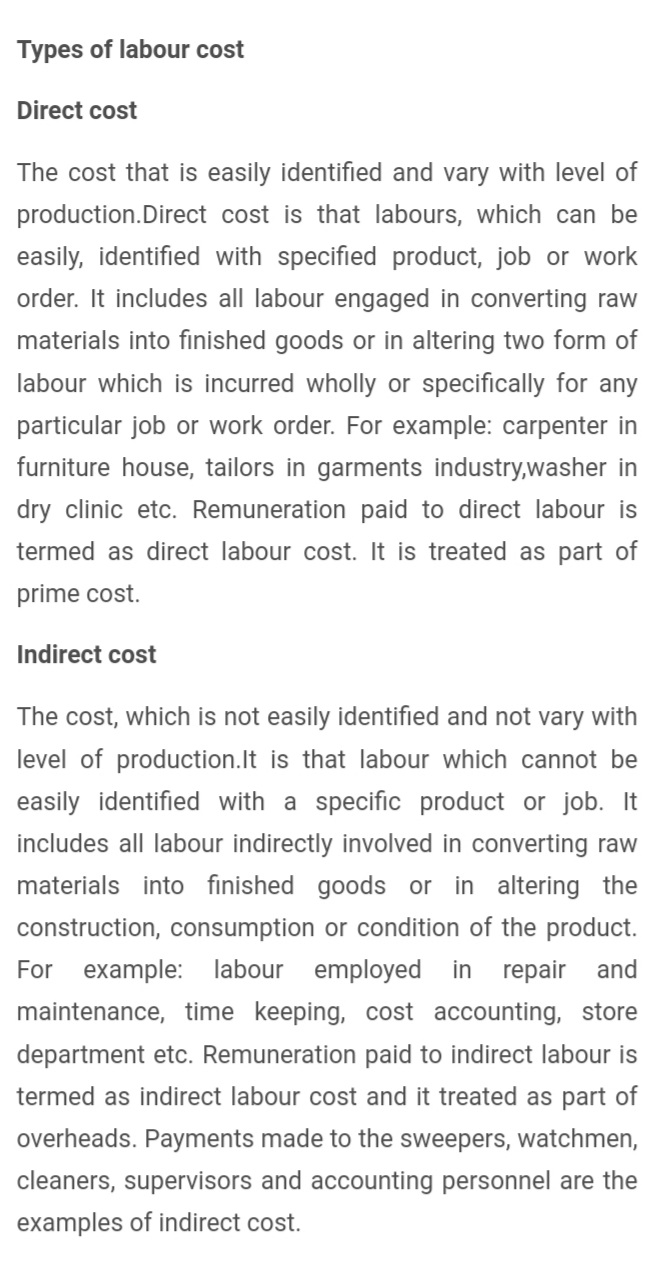 Types of labour cost
Direct cost
The cost that is easily identified and vary with level of
production.Direct cost is that labours, which can be
easily, identified with specified product, job or work
order. It includes all labour engaged in converting raw
materials into finished goods or in altering two form of
labour which is incurred wholly or specifically for any
particular job or work order. For example: carpenter in
furniture house, tailors in garments industry,washer in
dry clinic etc. Remuneration paid to direct labour is
termed as direct labour cost. It is treated as part of
prime cost.
Indirect cost
The cost, which is not easily identified and not vary with
level of production.It is that labour which cannot be
easily identified with a specific product or job. It
includes all labour indirectly involved in converting raw
materials into finished goods or in altering the
construction, consumption or condition of the product.
For example: labour employed in repair and
maintenance, time keeping, cost accounting, store
department etc. Remuneration paid to indirect labour is
termed as indirect labour cost and it treated as part of
overheads. Payments made to the sweepers, watchmen,
cleaners, supervisors and accounting personnel are the
examples of indirect cost.